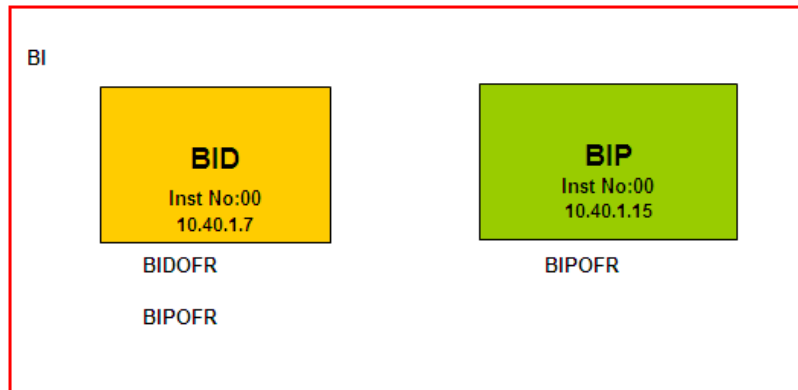 BI
BID
Inst No:00
10.40.1.7
BIP
Inst No:00
10.40.1.15
BIDOFR
BIPOFR
BIPOFR